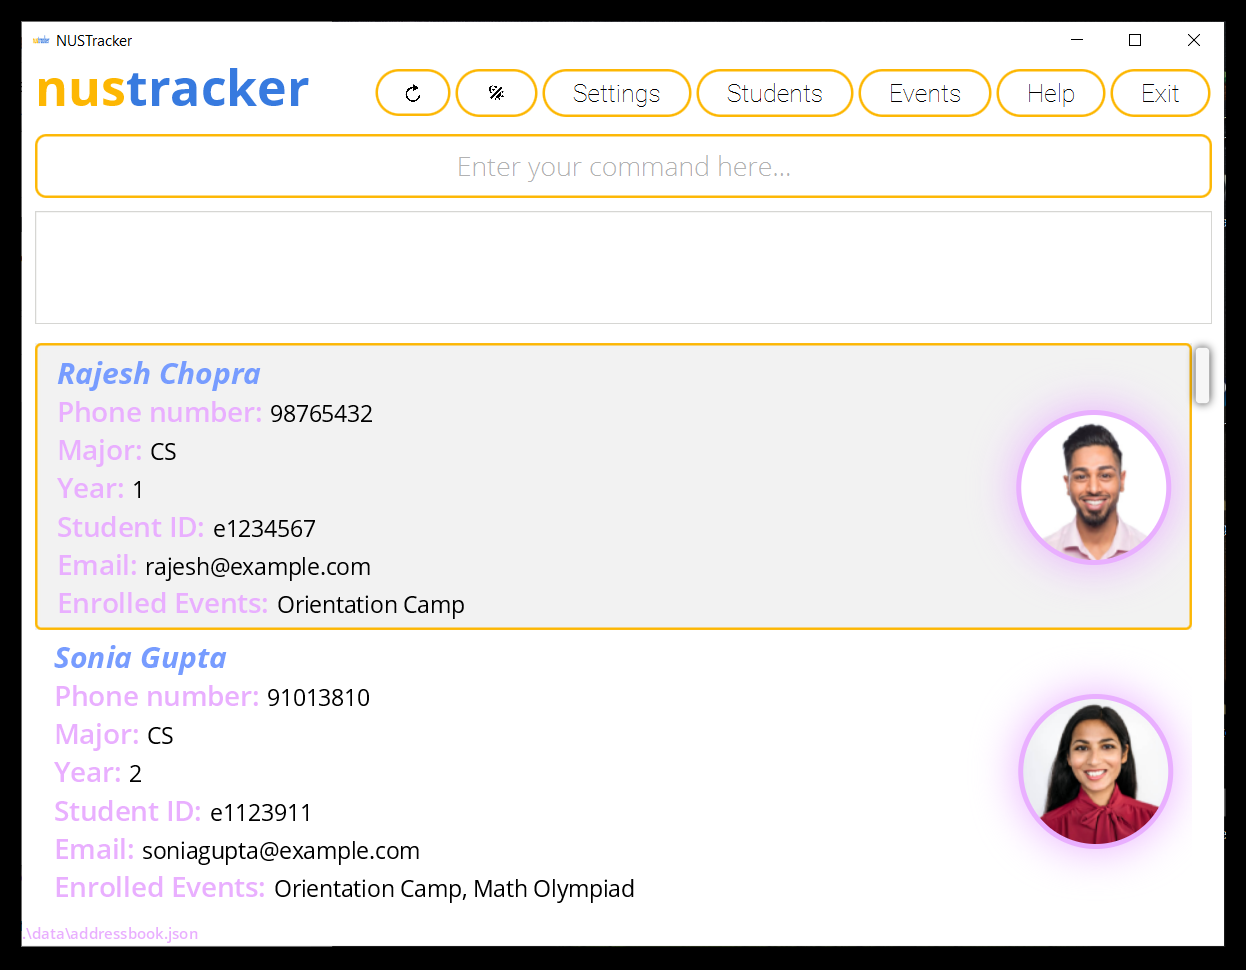 NUSTracker
nustracker
Settings Students Events Help Exit
Enter your command here...
Rajesh Chopra
Phone number: 98765432
Major: CS
Year: 1
Student ID: e1234567
Email: rajesh@example.com
Enrolled Events: Orientation Camp
Sonia Gupta
Phone number: 91013810
Major: CS
Year: 2
Student ID: e1123911
Email: soniagupta@example.com
Enrolled Events: Orientation Camp, Math Olympiad
.\data\addressbook.json